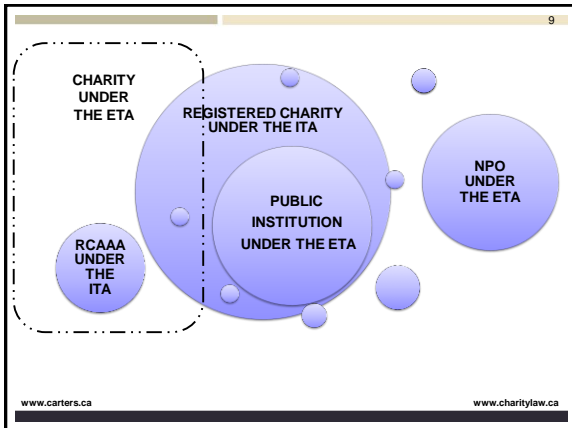 9
CHARITY
UNDER
THE ETA
REGISTERED CHARITY
UNDER THE ITA
NPO
UNDER
THE ETA
PUBLIC
INSTITUTION
UNDER THE ETA
RCAAA
UNDER
THE
ITA
www.carters.ca
www.charitylaw.ca